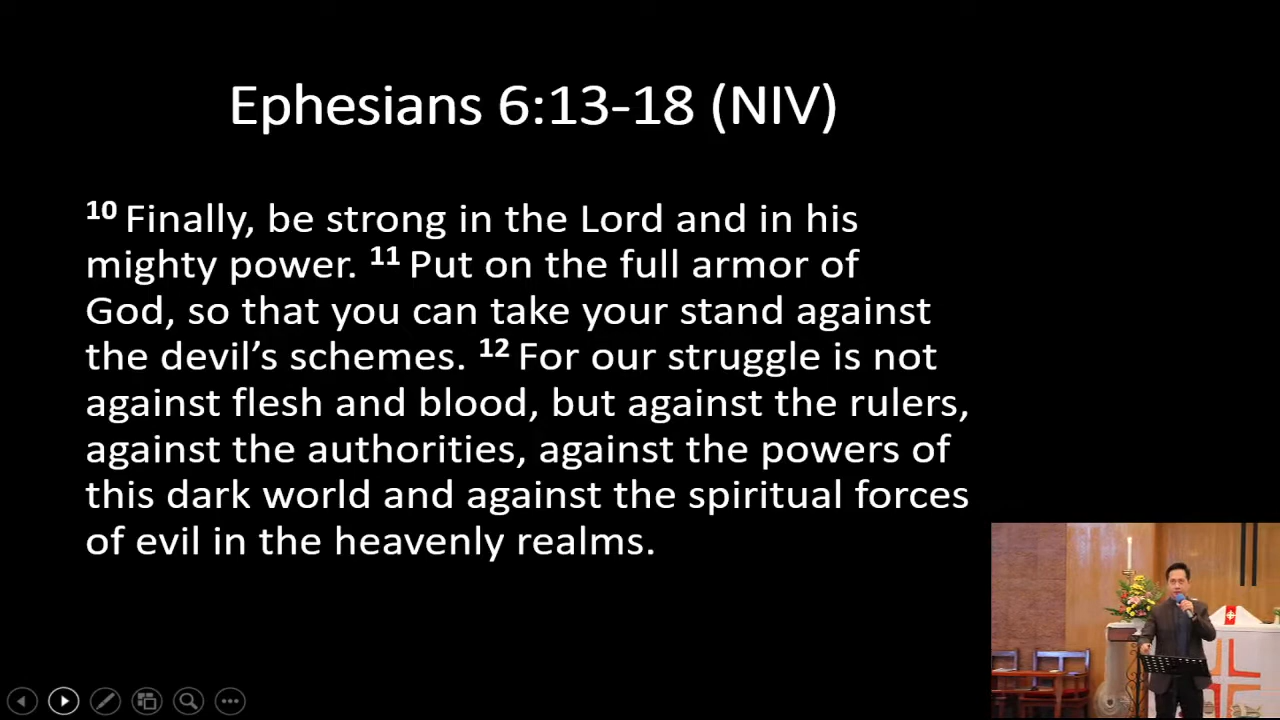 Ephesians 6:13-18 (NIV)
10 Finally, be strong in the Lord and in his
mighty power. 11 Put on the full armor of
God, so that you can take your stand against
the devil’s schemes. 12 For our struggle is not
against flesh and blood, but against the rulers,
against the authorities, against the powers of
this dark world and against the spiritual forces
of evil in the heavenly realms.